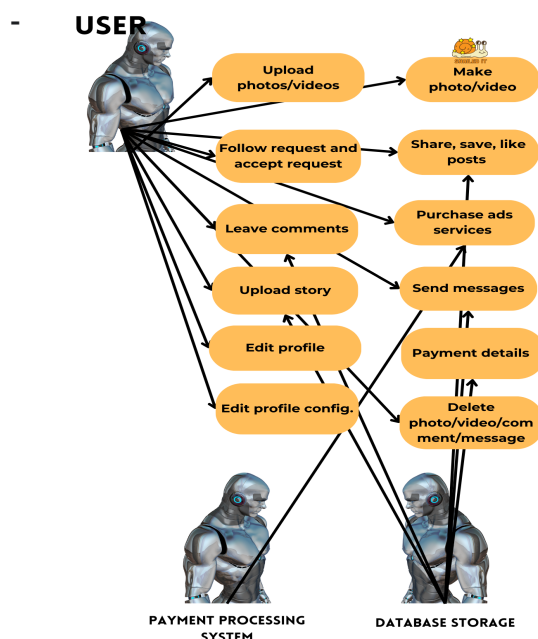 -
USER
Upload
photos/videos
Make
photo/video
Follow request and
accept request
Share, save, like
posts
Leave comments
Purchase ads
services
Upload story
Send messages
Edit profile
Payment details
Edit profile config.
Delete
photo/video/com
ment/message
PAYMENT PROCESSING
SYSTEM
DATABASE STORAGE